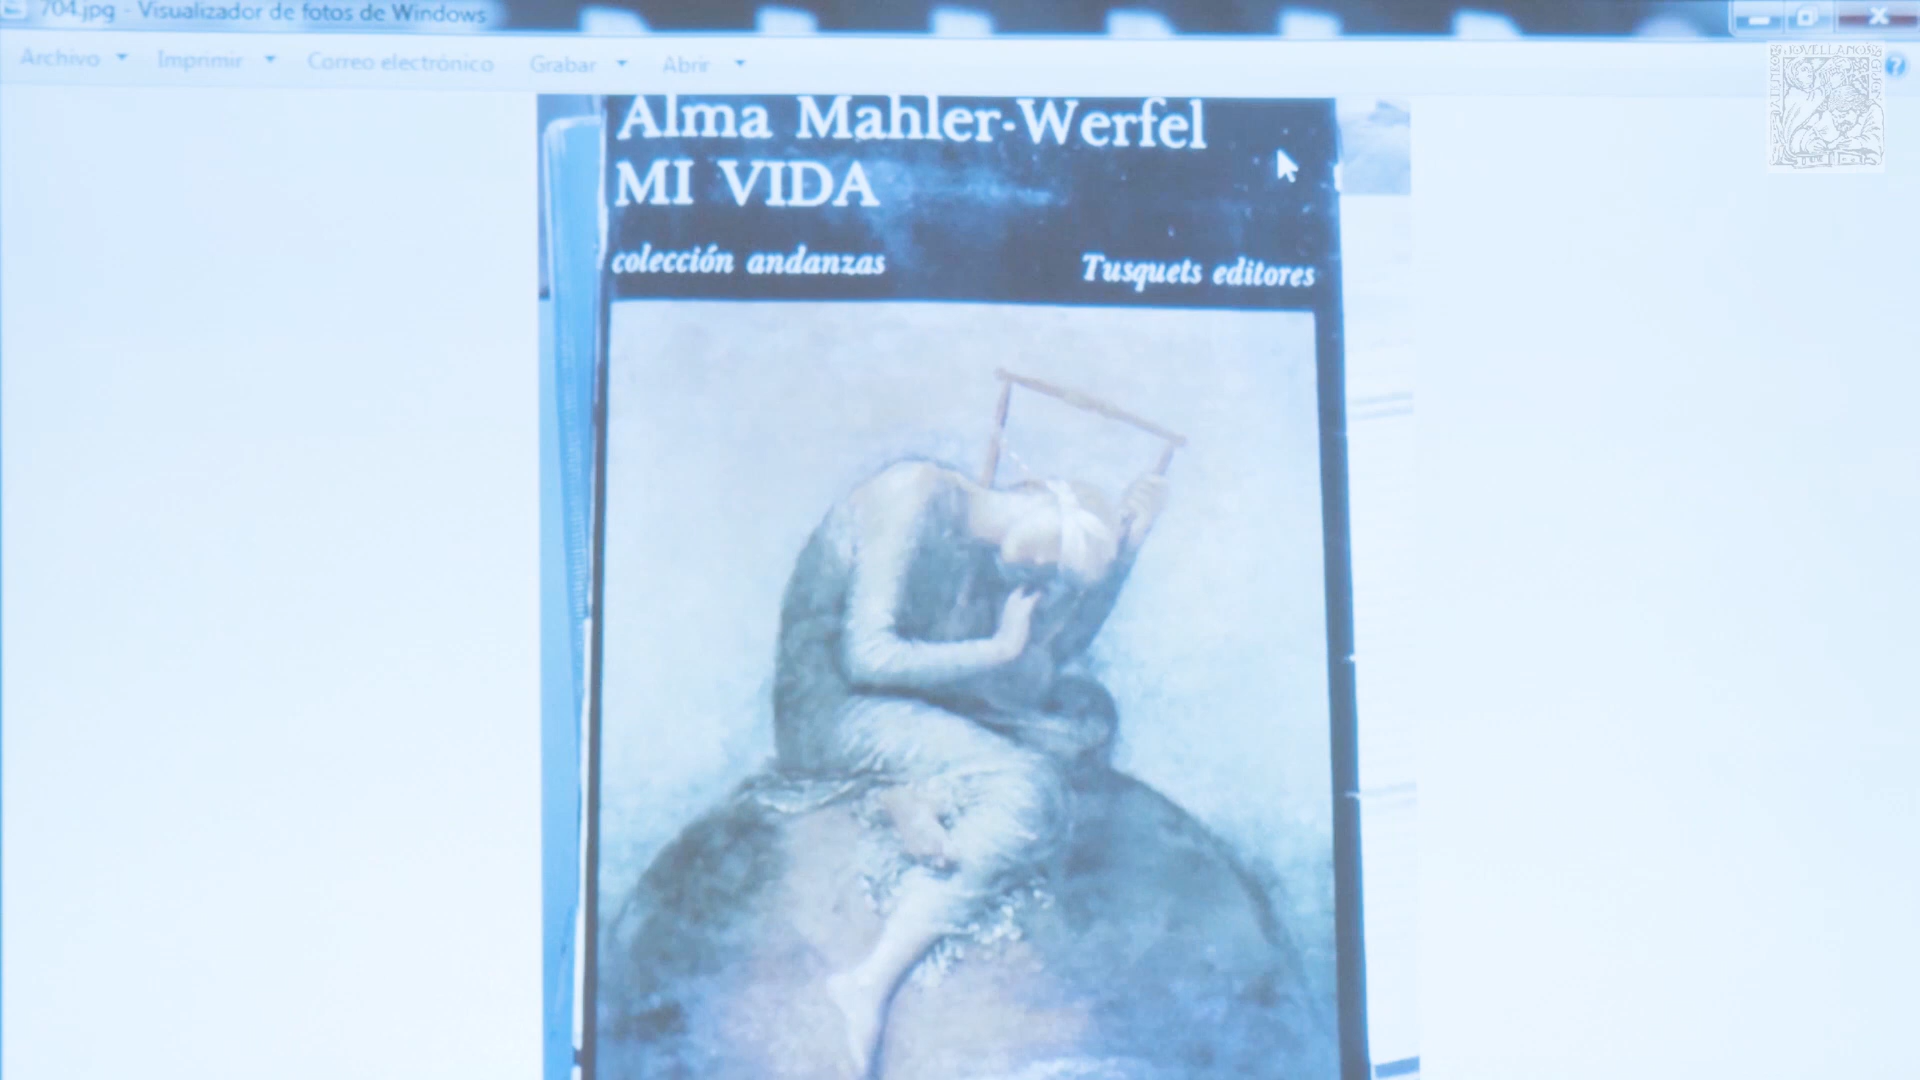 704.jpg - Visualizador de fotos de Windows
Archivo Imprimir Correo electrónico Grabar Abrir
Alma Mahler-Werfel
MI VIDA
colección andanzas Tusquets editores